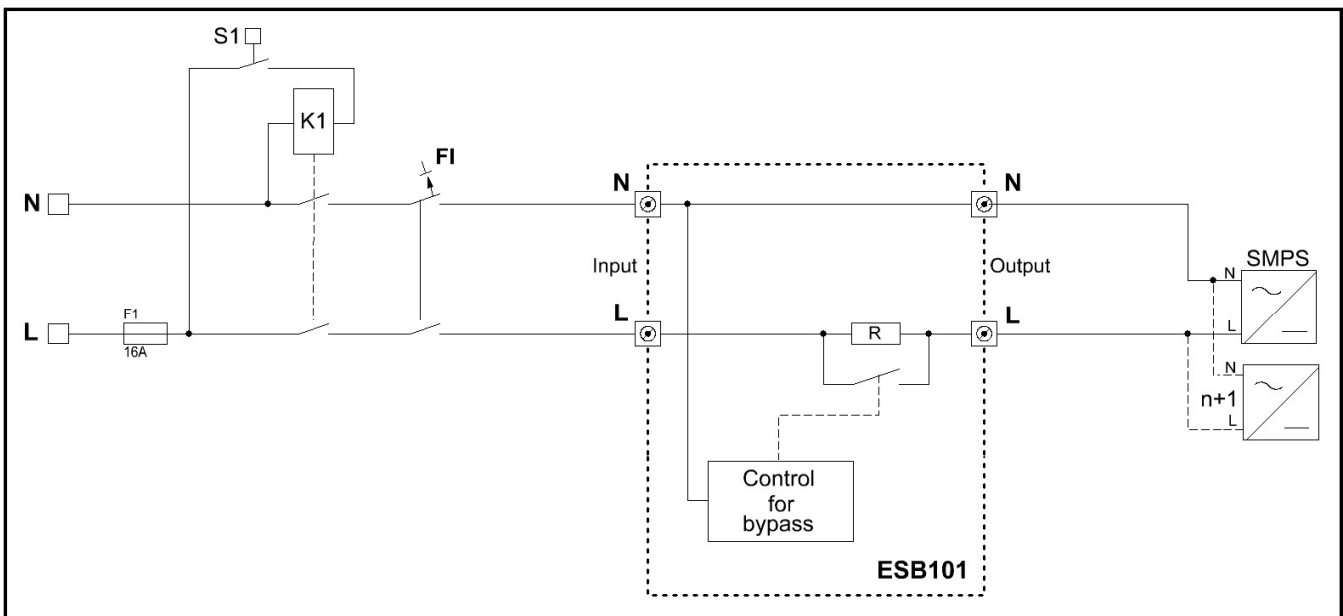 S1
K1
FI
N
N
N
SMPS
N
Input
Output
L
F1
L
L
R
L
16A
N
n+1
L
Control
for
bypass
ESB101